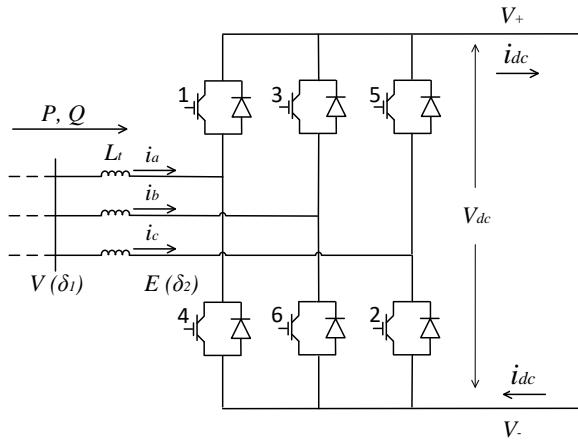 V+
idc
1
3
5
P, Q
Lt
ia
ib
Vdc
ic
V (δ1)
E (δ2)
4
6
2
idc
V-